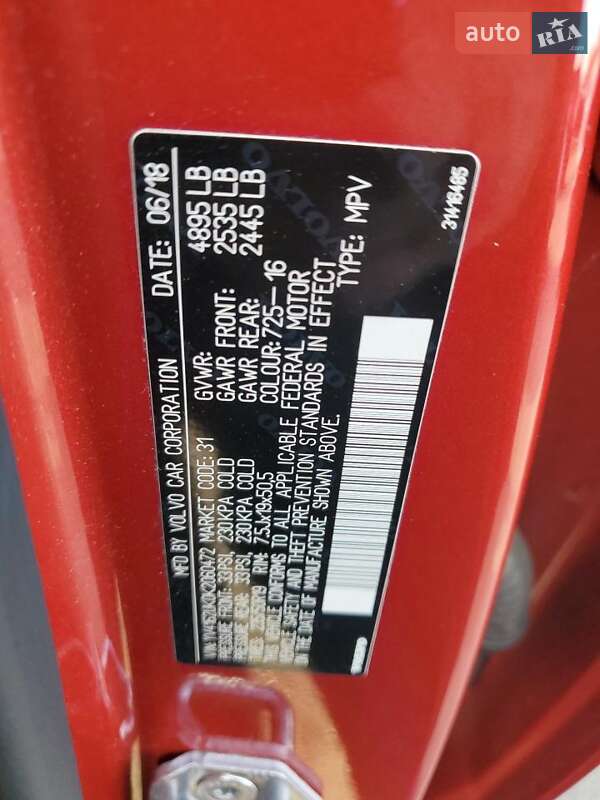 auto RIA.com
MFD BY VOLVO CAR CORPORATION DATE: 06/18
MARKET CODE: 31 GVWR: 4895 LB
PRESSURE FRONT: 33PSI, 230KPA COLD GAWR FRONT: 2535 LB
PRESSURE REAR: 33PSI, 230KPA COLD GAWR REAR: 2445 LB
RIM: 7.5Jx19x50.5 COLOUR: 725-16
THIS VEHICLE CONFORMS TO ALL APPLICABLE FEDERAL MOTOR
VEHICLE SAFETY AND THEFT PREVENTION STANDARDS IN EFFECT
ON THE DATE OF MANUFACTURE SHOWN ABOVE.
TYPE: MPV
31418485
VOLVO